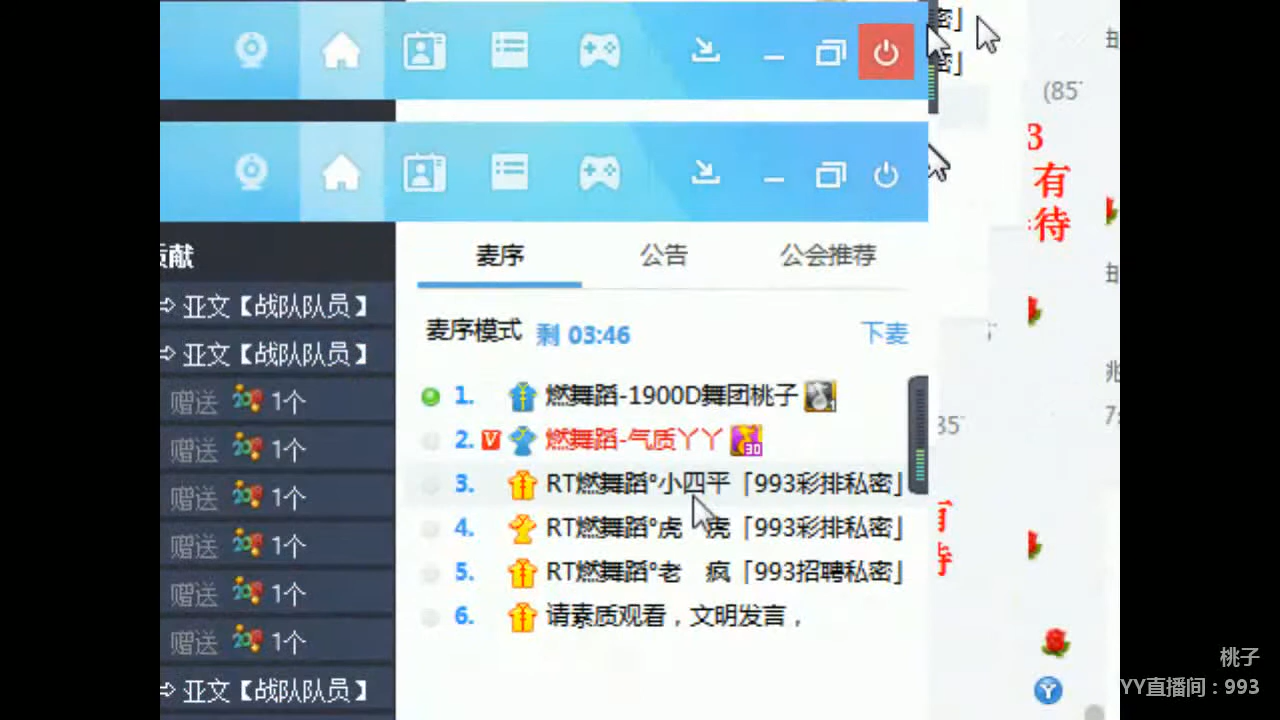 密」
密」
(85
3
有
待
贡献
麦序 公告 公会推荐
⇨ 亚文【战队队员】
麦序模式 剩 03:46 下麦
⇨ 亚文【战队队员】
赠送 1个
1. 燃舞蹈-1900D舞团桃子
赠送 1个
2. V 燃舞蹈-气质丫丫 30
35
赠送 1个
3. RT燃舞蹈°小四平「993彩排私密」
赠送 1个
4. RT燃舞蹈°虎 「993彩排私密」
有
待
赠送 1个
5. RT燃舞蹈°老 疯「993招聘私密」
赠送 1个
6. 请素质观看，文明发言，
⇨ 亚文【战队队员】
桃子
YY直播间：993